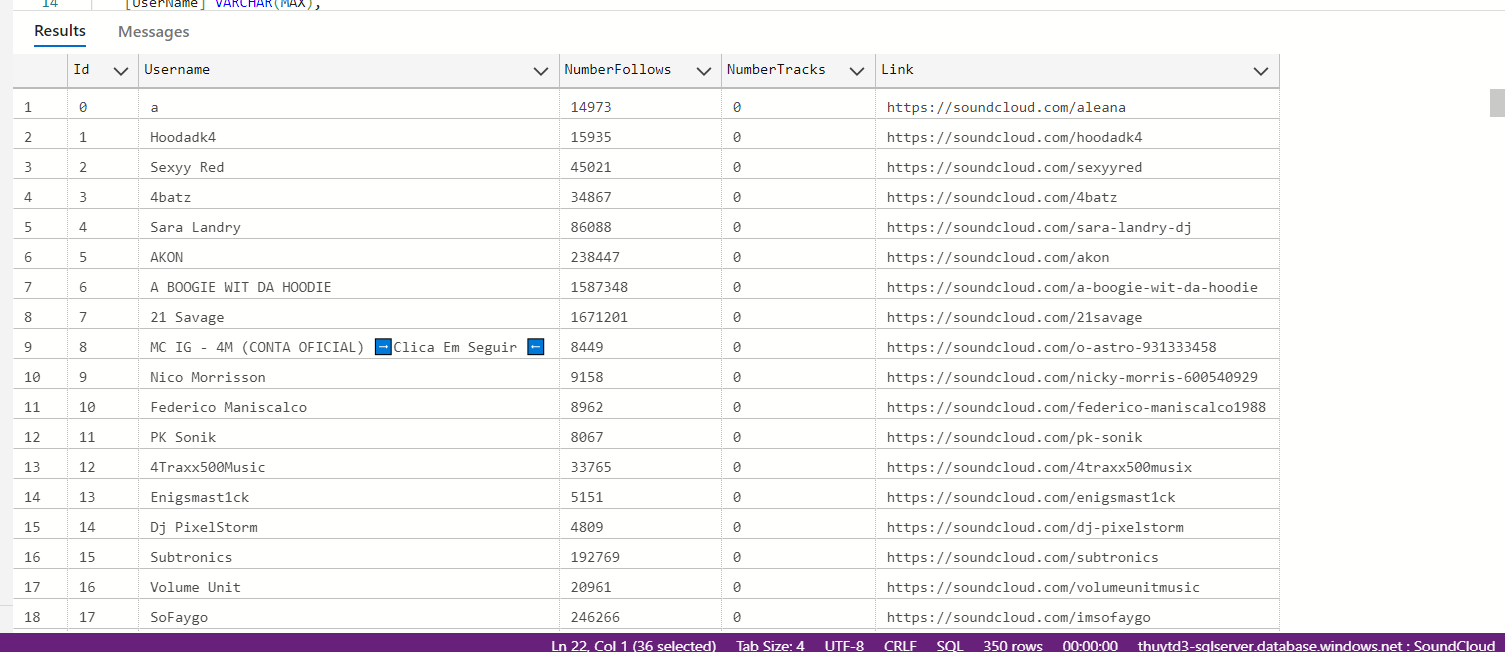 14 [UserName] VARCHAR(MAX),
Results Messages
Id Username NumberFollows NumberTracks Link
1 0 a 14973 0 https://soundcloud.com/aleana
2 1 Hoodadk4 15935 0 https://soundcloud.com/hoodadk4
3 2 Sexyy Red 45021 0 https://soundcloud.com/sexyyred
4 3 4batz 34867 0 https://soundcloud.com/4batz
5 4 Sara Landry 86088 0 https://soundcloud.com/sara-landry-dj
6 5 AKON 238447 0 https://soundcloud.com/akon
7 6 A BOOGIE WIT DA HOODIE 1587348 0 https://soundcloud.com/a-boogie-wit-da-hoodie
8 7 21 Savage 1671201 0 https://soundcloud.com/21savage
9 8 MC IG - 4M (CONTA OFICIAL) ➡️Clica Em Seguir ⬅️ 8449 0 https://soundcloud.com/o-astro-931333458
10 9 Nico Morrisson 9158 0 https://soundcloud.com/nicky-morris-600540929
11 10 Federico Maniscalco 8962 0 https://soundcloud.com/federico-maniscalco1988
12 11 PK Sonik 8067 0 https://soundcloud.com/pk-sonik
13 12 4Traxx500Music 33765 0 https://soundcloud.com/4traxx500musix
14 13 Enigsmast1ck 5151 0 https://soundcloud.com/enigsmast1ck
15 14 Dj PixelStorm 4809 0 https://soundcloud.com/dj-pixelstorm
16 15 Subtronics 192769 0 https://soundcloud.com/subtronics
17 16 Volume Unit 20961 0 https://soundcloud.com/volumeunitmusic
18 17 SoFaygo 246266 0 https://soundcloud.com/imsofaygo
Ln 22, Col 1 (36 selected) Tab Size: 4 UTF-8 CRLF SQL 350 rows 00:00:00 thuytd3-sqlserver.database.windows.net : SoundCloud